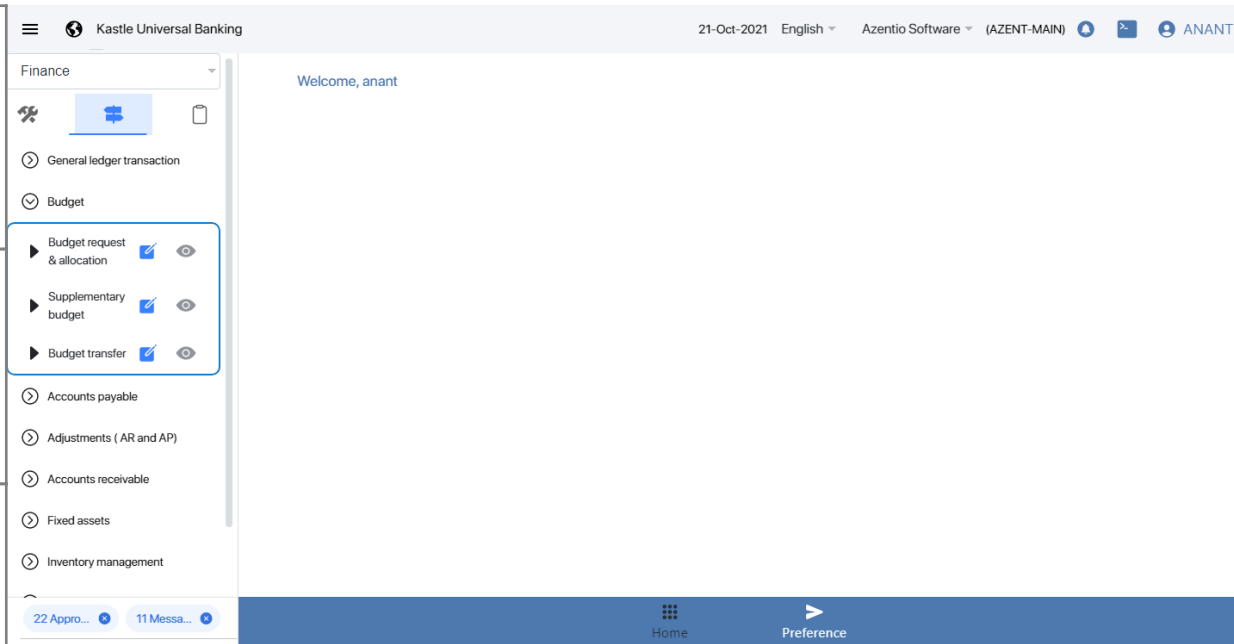 Kastle Universal Banking
21-Oct-2021 English Azentio Software (AZENT-MAIN) ANANT
Finance
Welcome, anant
General ledger transaction
Budget
Budget request
& allocation
Supplementary
budget
Budget transfer
Accounts payable
Adjustments ( AR and AP)
Accounts receivable
Fixed assets
Inventory management
22 Appro... 11 Messa...
Home Preference